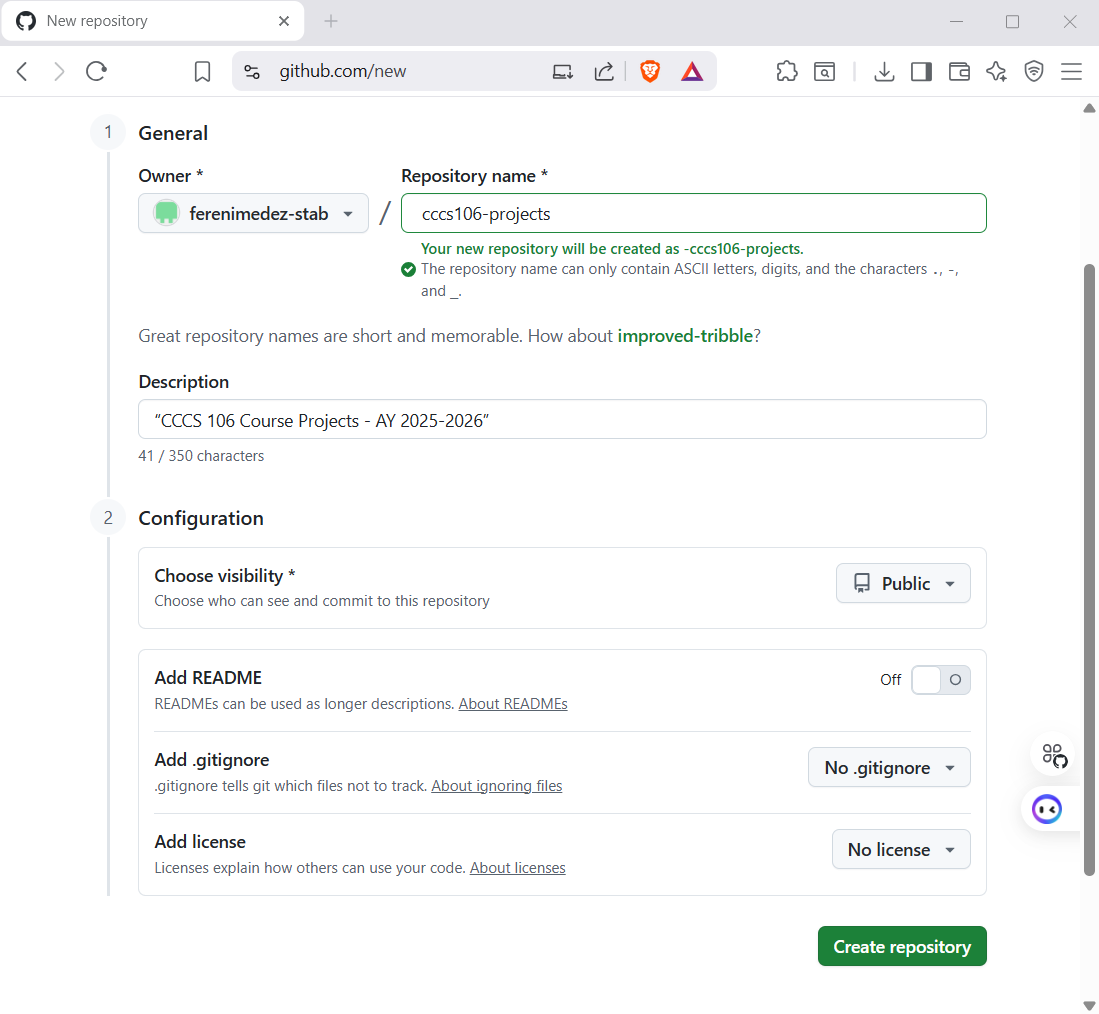 New repository
github.com/new
1
General
Owner *
Repository name *
ferenimedez-stab
/
cccs106-projects
Your new repository will be created as -cccs106-projects.
The repository name can only contain ASCII letters, digits, and the characters ., -,
and _.
Great repository names are short and memorable. How about improved-tribble?
Description
"CCCS 106 Course Projects - AY 2025-2026"
41 / 350 characters
2
Configuration
Choose visibility *
Public
Choose who can see and commit to this repository
Add README
Off
READMEs can be used as longer descriptions. About READMEs
Add .gitignore
No .gitignore
.gitignore tells git which files not to track. About ignoring files
Add license
No license
Licenses explain how others can use your code. About licenses
Create repository